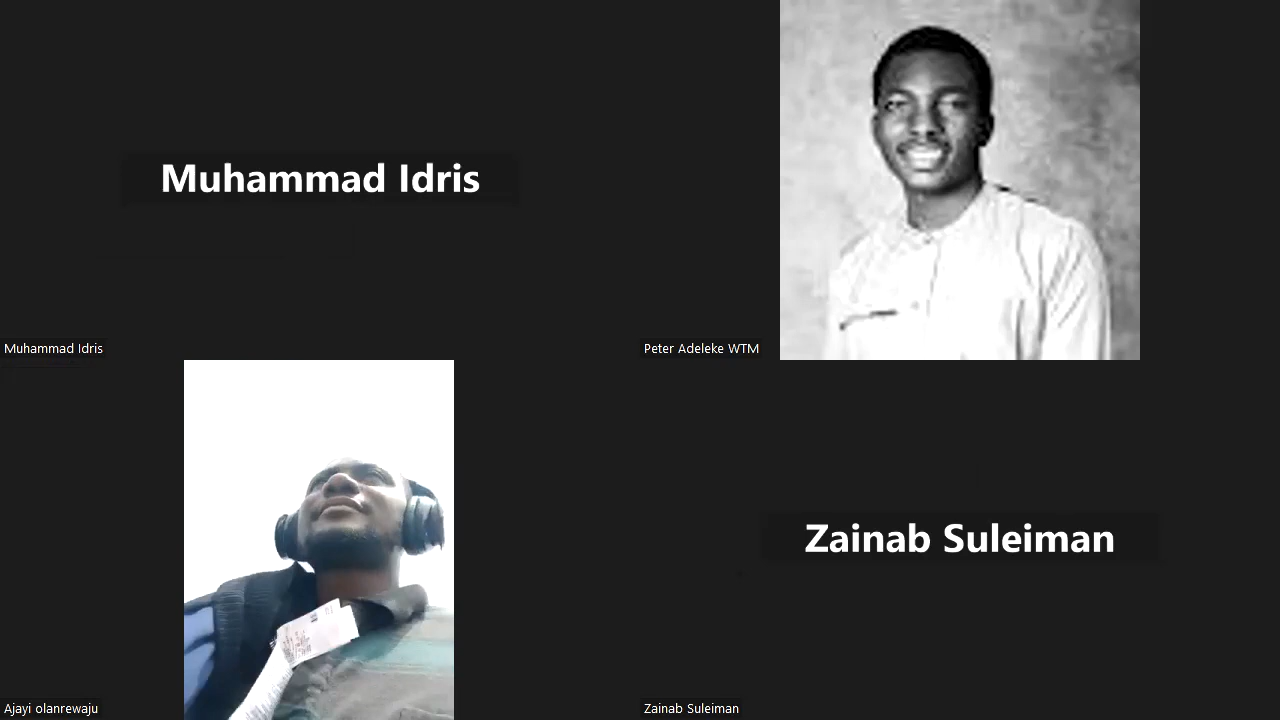 Muhammad Idris
Muhammad Idris
Peter Adeleke WTM
Zainab Suleiman
Ajayi olanrewaju
Zainab Suleiman